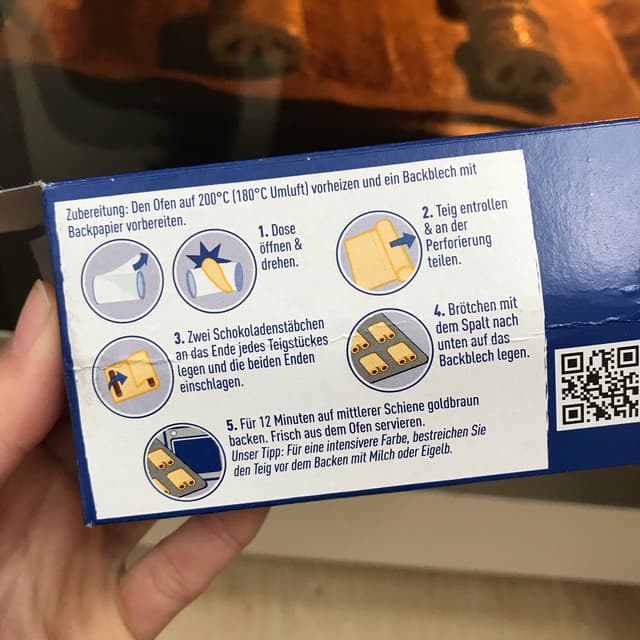 Zubereitung: Den Ofen auf 200°C (180°C Umluft) vorheizen und ein Backblech mit
Backpapier vorbereiten.
1. Dose
öffnen &
drehen.
2. Teig entrollen
& an der
Perforierung
teilen.
3. Zwei Schokoladenstäbchen
an das Ende jedes Teigstückes
legen und die beiden Enden
einschlagen.
4. Brötchen mit
dem Spalt nach
unten auf das
Backblech legen.
5. Für 12 Minuten auf mittlerer Schiene goldbraun
backen. Frisch aus dem Ofen servieren.
Unser Tipp: Für eine intensivere Farbe, bestreichen Sie
den Teig vor dem Backen mit Milch oder Eigelb.